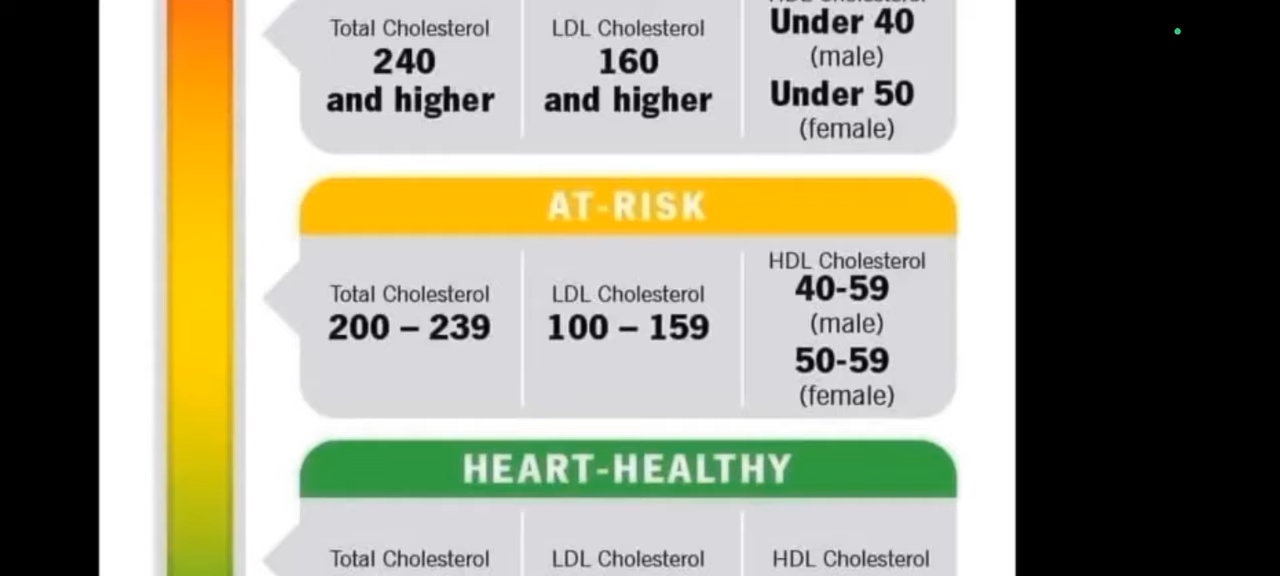 Total Cholesterol
240
and higher
LDL Cholesterol
160
and higher
HDL Cholesterol
Under 40
(male)
Under 50
(female)
AT-RISK
Total Cholesterol
200 – 239
LDL Cholesterol
100 – 159
HDL Cholesterol
40-59
(male)
50-59
(female)
HEART-HEALTHY
Total Cholesterol
LDL Cholesterol
HDL Cholesterol